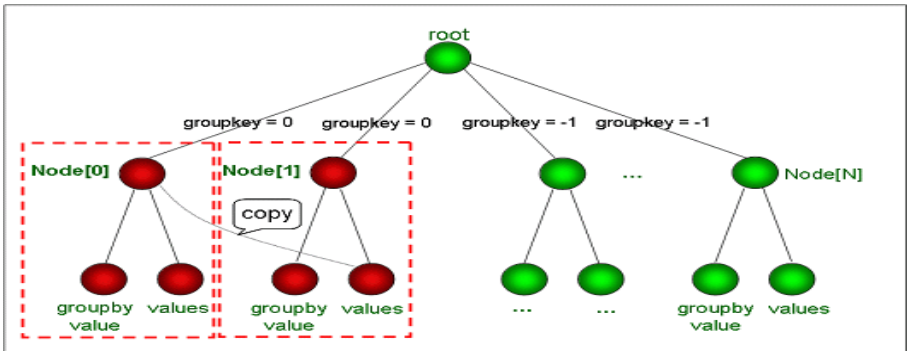 root
groupkey = 0 groupkey = 0 groupkey = -1 groupkey = -1
Node[0] Node[1] ... Node[N]
copy
groupby values groupby values ... ... groupby values
value value value